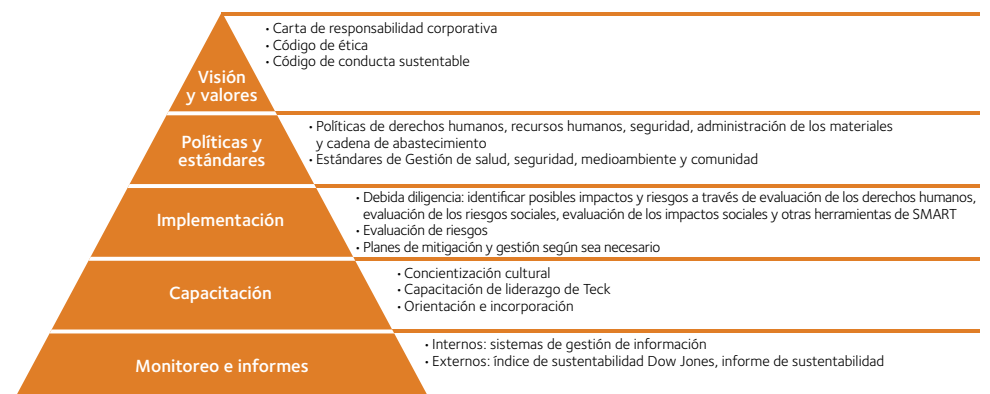 Visión
y valores
• Carta de responsabilidad corporativa
• Código de ética
• Código de conducta sustentable
Políticas y
estándares
• Políticas de derechos humanos, recursos humanos, seguridad, administración de los materiales
y cadena de abastecimiento
• Estándares de Gestión de salud, seguridad, medioambiente y comunidad
Implementación
• Debida diligencia: identificar posibles impactos y riesgos a través de evaluación de los derechos humanos,
evaluación de los riesgos sociales, evaluación de los impactos sociales y otras herramientas de SMART
• Evaluación de riesgos
• Planes de mitigación y gestión según sea necesario
Capacitación
• Concientización cultural
• Capacitación de liderazgo de Teck
• Orientación e incorporación
Monitoreo e informes
• Internos: sistemas de gestión de información
• Externos: índice de sustentabilidad Dow Jones, informe de sustentabilidad